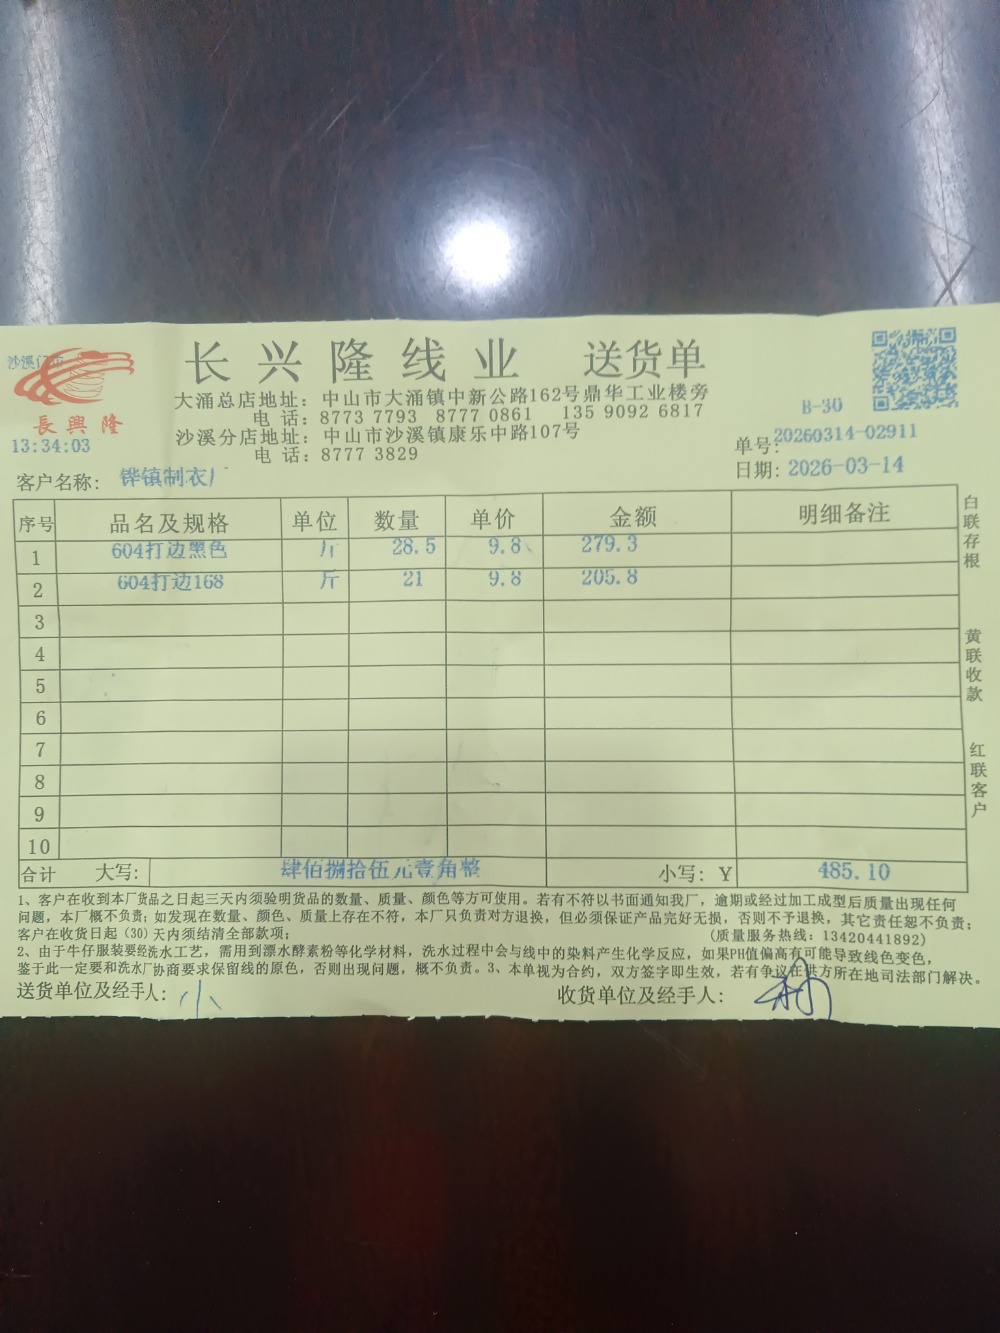 沙溪门市
長興隆
13:34:03
长兴隆线业 送货单
大涌总店地址：中山市大涌镇中新公路162号鼎华工业楼旁
电 话：8773 7793 8770 0861 135 9092 6817
沙溪分店地址：中山市沙溪镇康乐中路107号
电 话：8777 3829
B-30
单号：20260314-02911
日期：2026-03-14
客户名称：铧镇制衣厂
序号 品名及规格 单位 数量 单价 金额 明细备注
1 604打边黑色 斤 28.5 9.8 279.3
2 604打边168 斤 21 9.8 205.8
3
4
5
6
7
8
9
10
合计 大写：肆佰捌拾伍元壹角整 小写：Y 485.10
白联存根
黄联收款
红联客户
1、客户在收到本厂货品之日起三天内须验明货品的数量、质量、颜色等方可使用。若有不符以书面通知我厂，逾期或经过加工成型后质量出现任何
问题，本厂概不负责；如发现在数量、颜色、质量上存在不符，本厂只负责对方退换，但必须保证产品完好无损，否则不予退换，其它责任恕不负责；
客户在收货日起（30）天内须结清全部款项； (质量服务热线：13420441892)
2、由于牛仔服装要经洗水工艺，需用到漂水酵素粉等化学材料，洗水过程中会与线中的染料产生化学反应，如果PH值偏高有可能导致线色变色，
鉴于此一定要和洗水厂协商要求保留线的原色，否则出现问题，概不负责。3、本单视为合约，双方签字即生效，若有争议在供方所在地司法部门解决。
送货单位及经手人：小 收货单位及经手人：